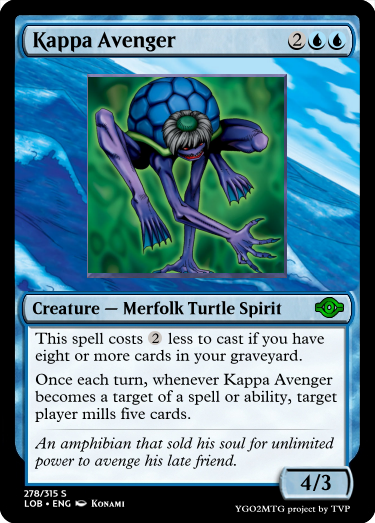 Kappa Avenger 2
Creature — Merfolk Turtle Spirit
This spell costs 2 less to cast if you have
eight or more cards in your graveyard.
Once each turn, whenever Kappa Avenger
becomes a target of a spell or ability, target
player mills five cards.
An amphibian that sold his soul for unlimited
power to avenge his late friend.
4/3
278/315 S
LOB • ENG Konami
YGO2MTG project by TVP